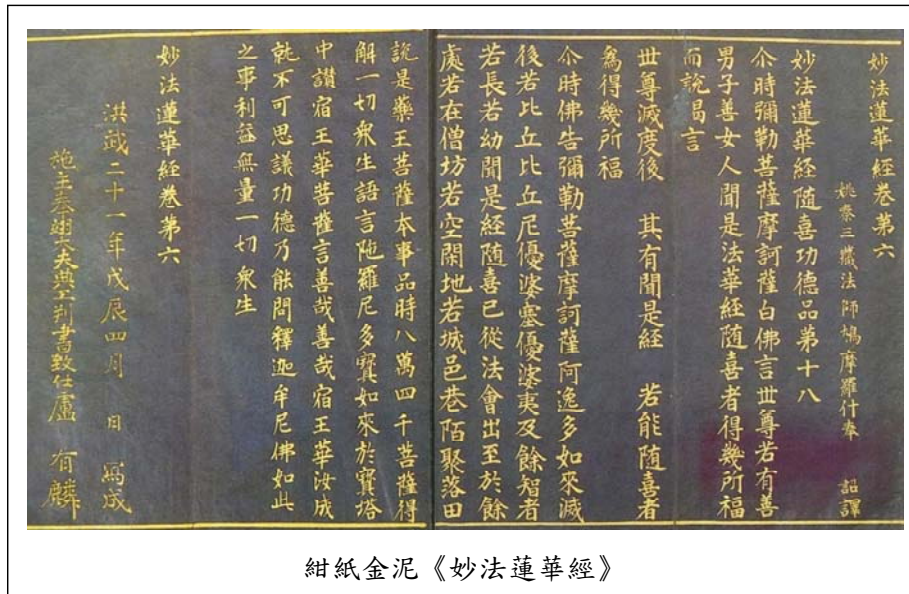 妙法蓮華經卷第六
姚秦三藏法師鳩摩羅什奉 詔譯
妙法蓮華經隨喜功德品第十八
尒時彌勒菩薩摩訶薩白佛言世尊若有善
男子善女人聞是法華經隨喜者得幾所福
而說偈言
世尊滅度後 其有聞是經 若能隨喜者
爲得幾所福
尒時佛告彌勒菩薩摩訶薩阿逸多如來滅
後若比丘比丘尼優婆塞優婆夷及餘智者
若長若幼聞是經隨喜已從法會出至於餘
處若在僧坊若空閑地若城邑巷陌聚落田
說是藥王菩薩本事品時八萬四千菩薩得
解一切衆生語言陁羅尼多寶如來於寶塔
中讃宿王華菩薩言善哉善哉宿王華汝成
就不可思議功德乃能問釋迦牟尼佛如此
之事利益無量一切衆生
妙法蓮華經卷第六
洪武二十一年戊辰四月 日 寫成
施主奉翊大夫典工判書致仕盧 有麟
紺紙金泥《妙法蓮華經》